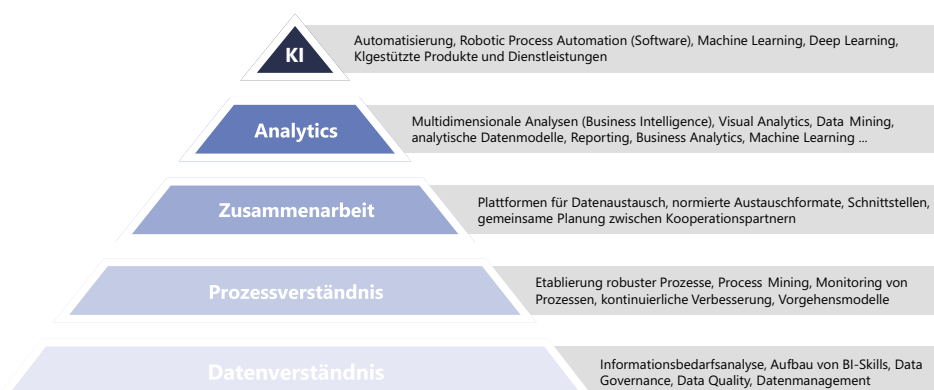 KI
Automatisierung, Robotic Process Automation (Software), Machine Learning, Deep Learning,
KIgestützte Produkte und Dienstleistungen
Analytics
Multidimensionale Analysen (Business Intelligence), Visual Analytics, Data Mining,
analytische Datenmodelle, Reporting, Business Analytics, Machine Learning ...
Zusammenarbeit
Plattformen für Datenaustausch, normierte Austauschformate, Schnittstellen,
gemeinsame Planung zwischen Kooperationspartnern
Prozessverständnis
Etablierung robuster Prozesse, Process Mining, Monitoring von
Prozessen, kontinuierliche Verbesserung, Vorgehensmodelle
Datenverständnis
Informationsbedarfsanalyse, Aufbau von BI-Skills, Data
Governance, Data Quality, Datenmanagement